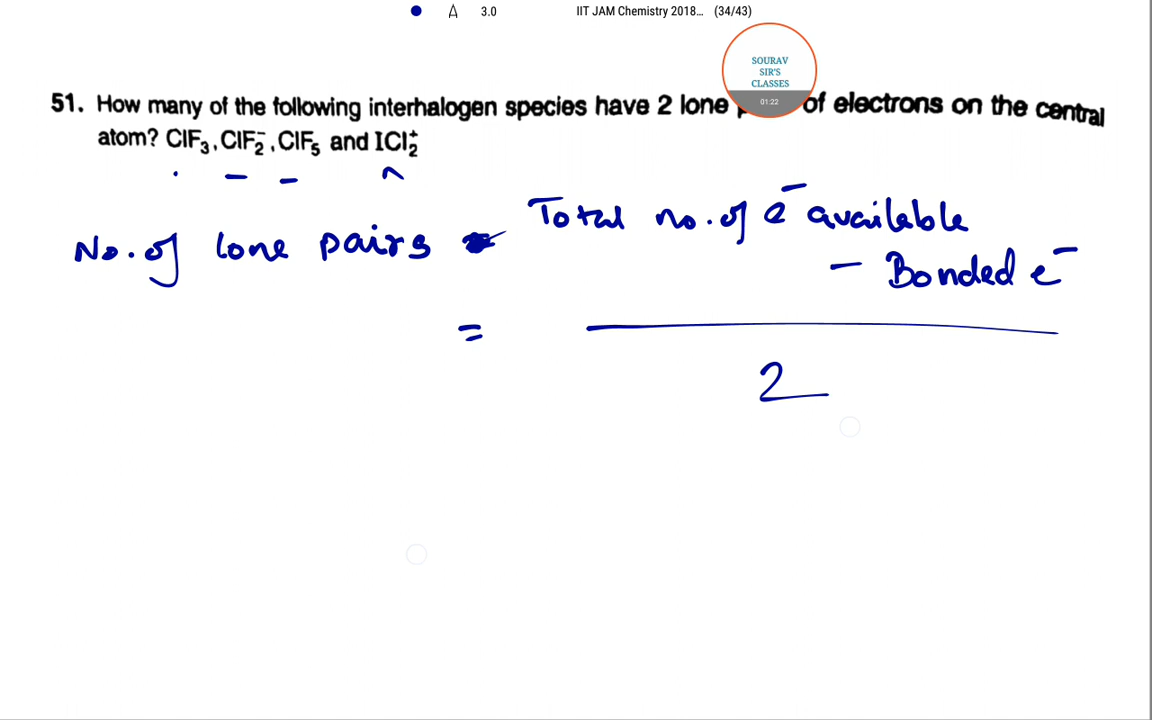 3.0 IIT JAM Chemistry 2018... (34/43)
SOURAV
SIR'S
CLASSES
01:22
51. How many of the following interhalogen species have 2 lone of electrons on the central
atom? ClF₃, ClF₂⁻, ClF₅ and ICl₂⁺
Total no. of e⁻ available
No. of lone pairs
- Bonded e⁻
=
2